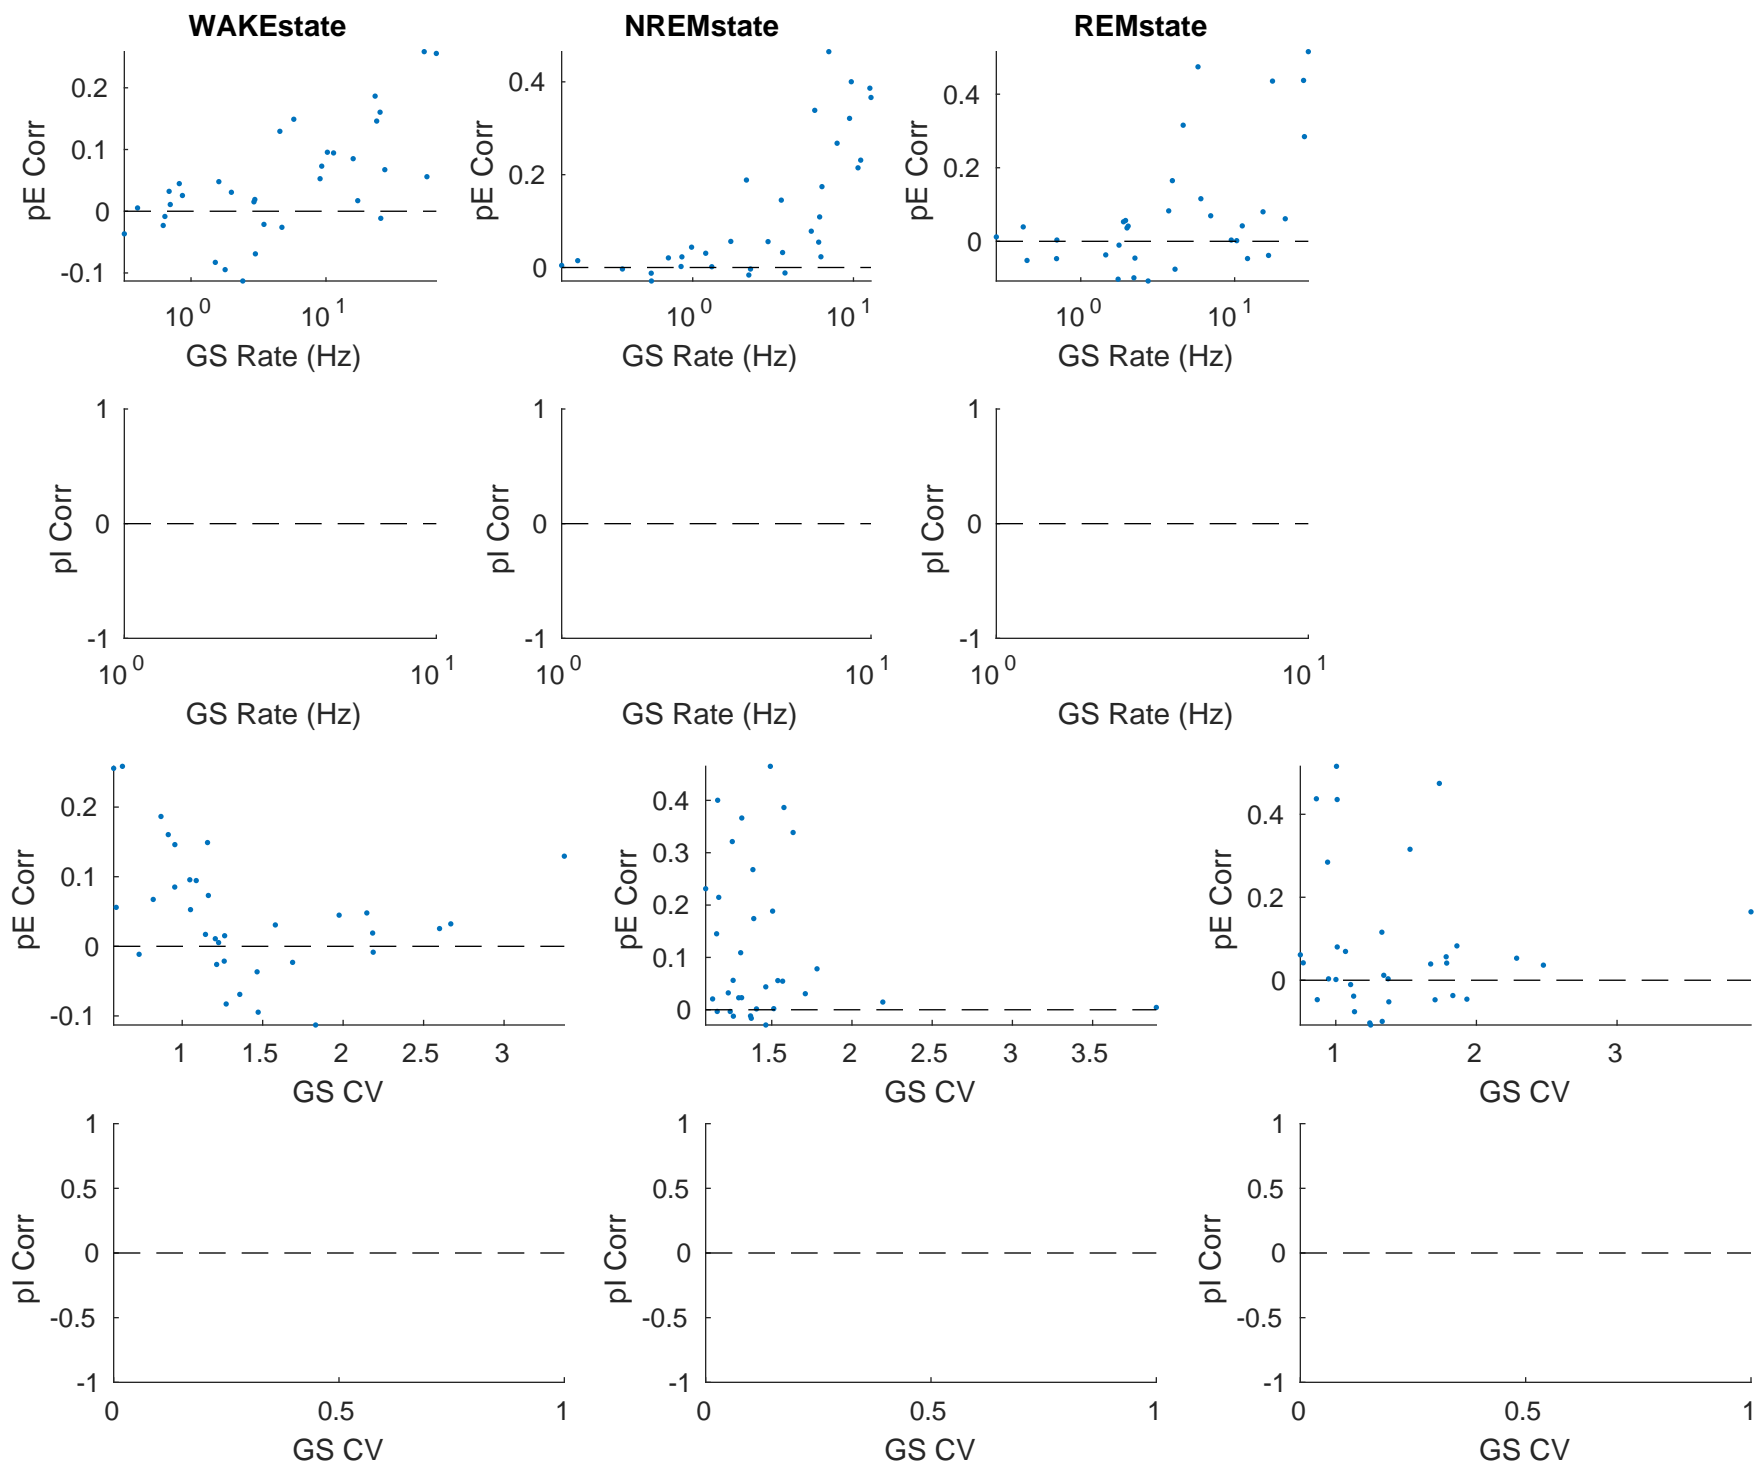 WAKEstate NREMstate REMstate
pE Corr 0.2 0.1 0 -0.1
10^0 10^1
GS Rate (Hz)
pE Corr 0.4 0.2 0
10^0 10^1
GS Rate (Hz)
pE Corr 0.4 0.2 0
10^0 10^1
GS Rate (Hz)
pI Corr 1 0 -1
10^0 10^1
GS Rate (Hz)
pI Corr 1 0 -1
10^0 10^1
GS Rate (Hz)
pI Corr 1 0 -1
10^0 10^1
GS Rate (Hz)
pE Corr 0.2 0.1 0 -0.1
1 1.5 2 2.5 3
GS CV
pE Corr 0.4 0.3 0.2 0.1 0
1.5 2 2.5 3 3.5
GS CV
pE Corr 0.4 0.2 0
1 2 3
GS CV
pI Corr 1 0.5 0 -0.5 -1
0 0.5 1
GS CV
pI Corr 1 0.5 0 -0.5 -1
0 0.5 1
GS CV
pI Corr 1 0.5 0 -0.5 -1
0 0.5 1
GS CV